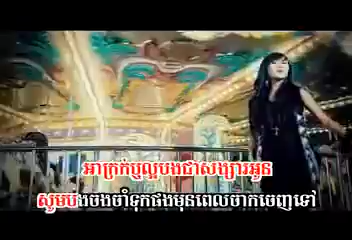 អាក្រក់ឬល្អបងជាសង្សារអូន
សូមបងចងចាំទុកផងមុនពេលចាកចេញទៅ